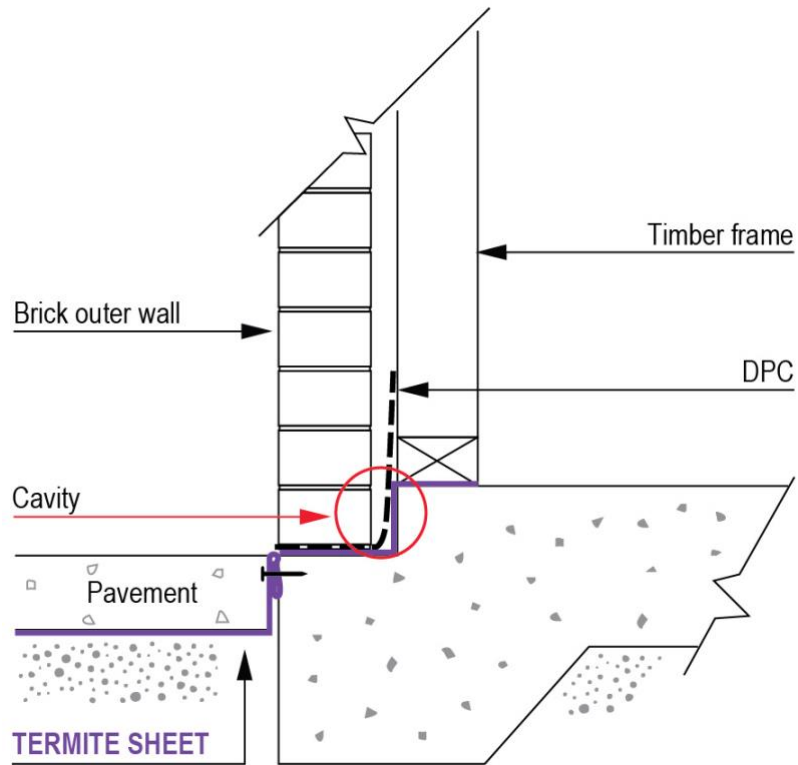 Timber frame
Brick outer wall
DPC
Cavity
Pavement
TERMITE SHEET